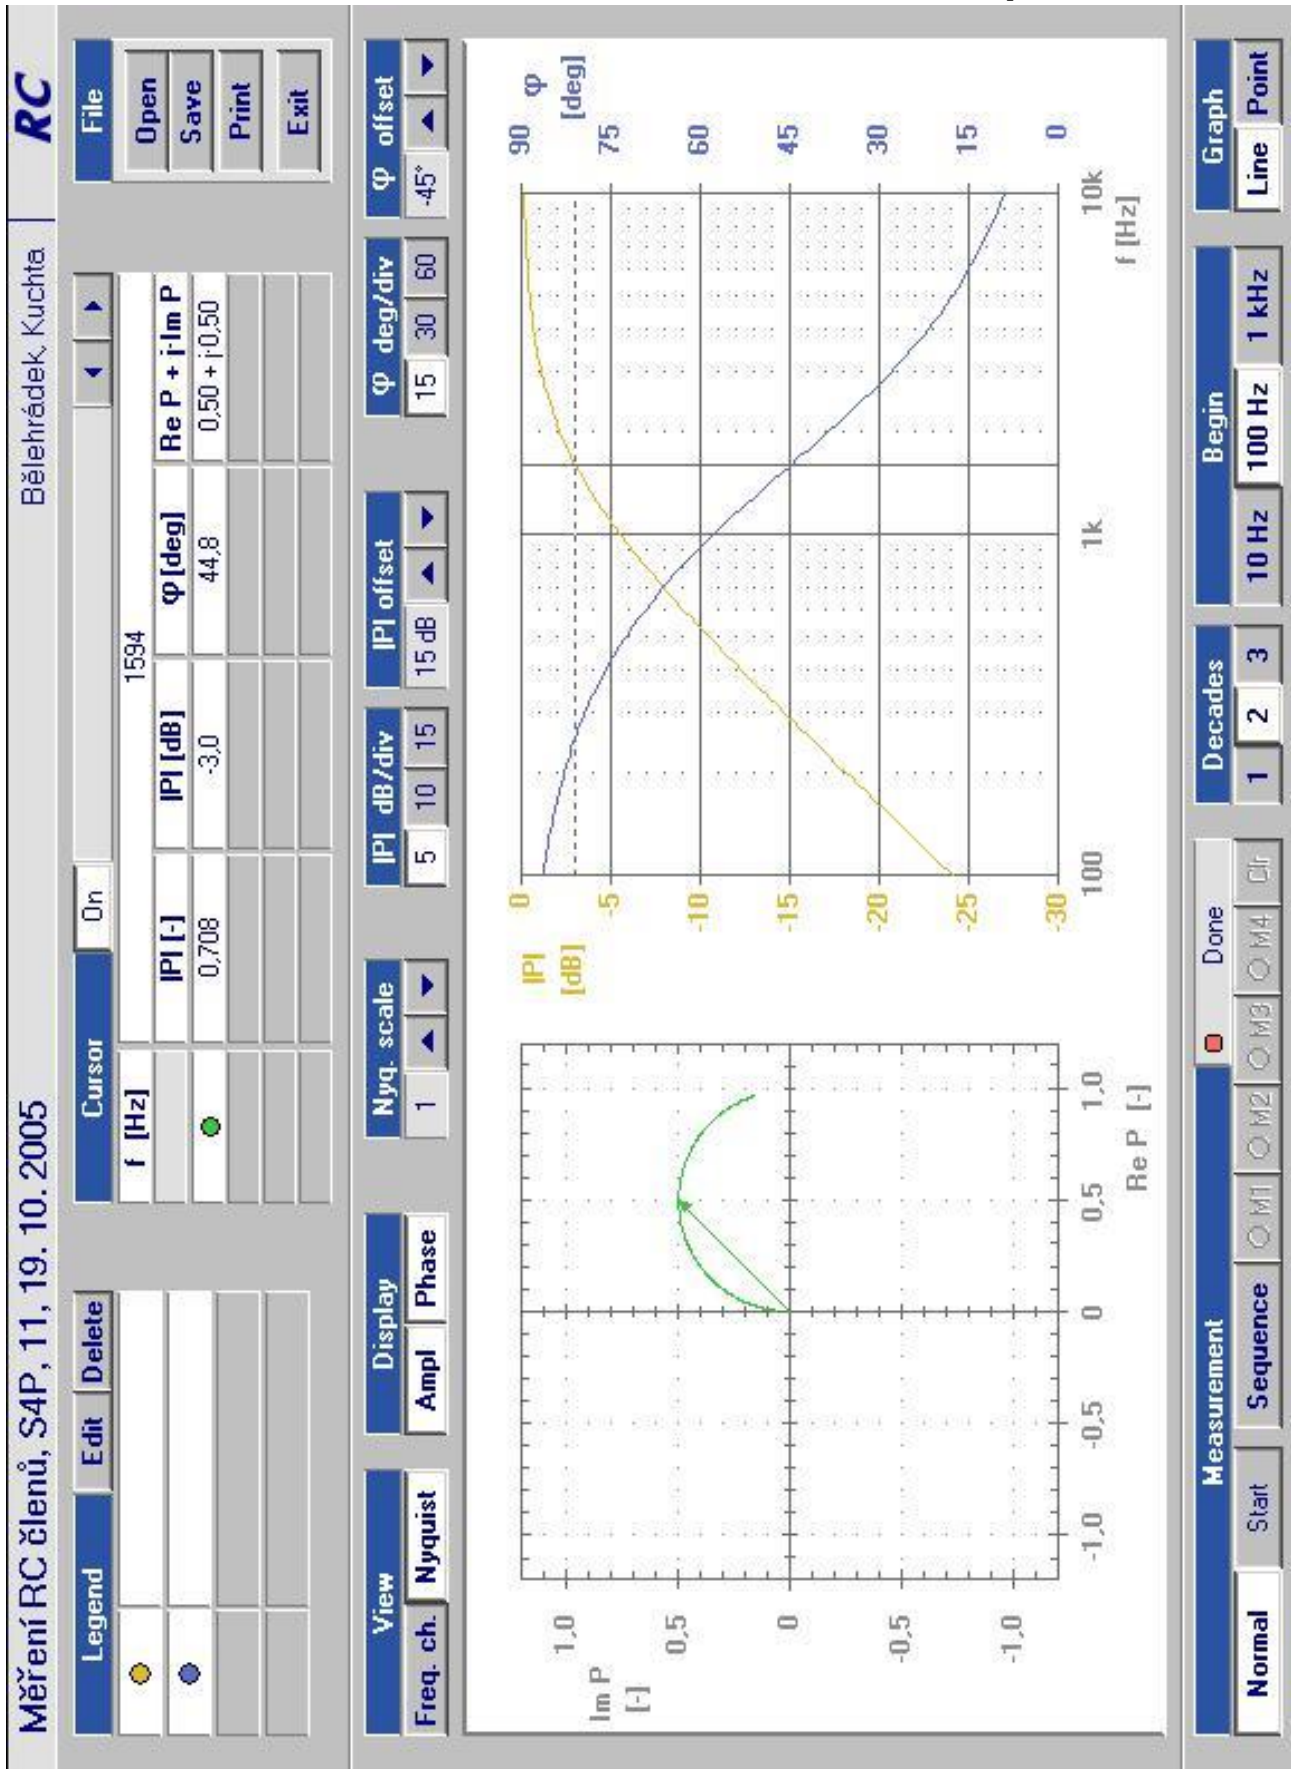 Měření RC členů, S4P, 11, 19. 10. 2005 Bělehrádek, Kuchta RC
Legend Edit Delete
Cursor On
f [Hz] 1594
|P| [-] |P| [dB] φ [deg] Re P + j·Im P
0,708 -3,0 44,8 0,50 + j·0,50
File
Open
Save
Print
Exit
View
Freq. ch. Nyquist
Display
Ampl Phase
Nyq. scale
1
|P| dB/div
5 10 15
|P| offset
15 dB
φ deg/div
15 30 60
φ offset
-45°
Im P
[-]
1,0
0,5
0
-0,5
-1,0
-1,0 -0,5 0 0,5 1,0
Re P [-]
|P|
[dB]
0
-5
-10
-15
-20
-25
-30
100 1k 10k
f [Hz]
φ
[deg]
90
75
60
45
30
15
0
Measurement Done
Normal Start Sequence M1 M2 M3 M4 Clr
Decades
1 2 3
Begin
10 Hz 100 Hz 1 kHz
Graph
Line Point